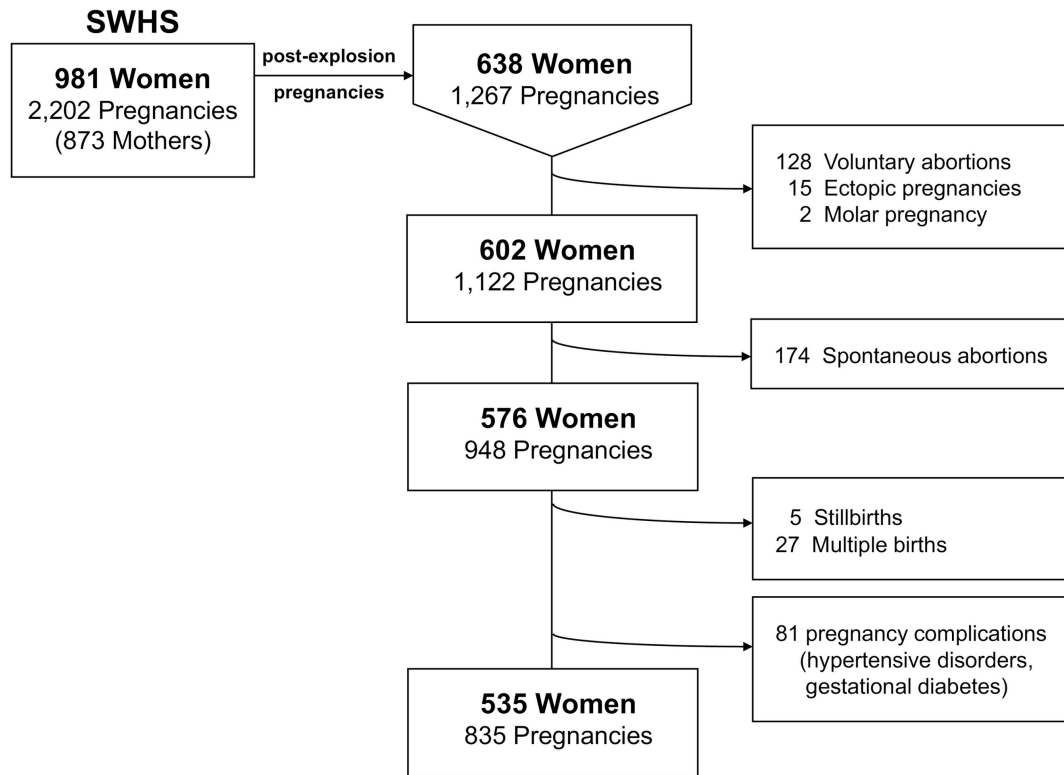 SWHS
981 Women
2,202 Pregnancies
(873 Mothers)
post-explosion
pregnancies
638 Women
1,267 Pregnancies
128 Voluntary abortions
15 Ectopic pregnancies
2 Molar pregnancy
602 Women
1,122 Pregnancies
174 Spontaneous abortions
576 Women
948 Pregnancies
5 Stillbirths
27 Multiple births
81 pregnancy complications
(hypertensive disorders,
gestational diabetes)
535 Women
835 Pregnancies